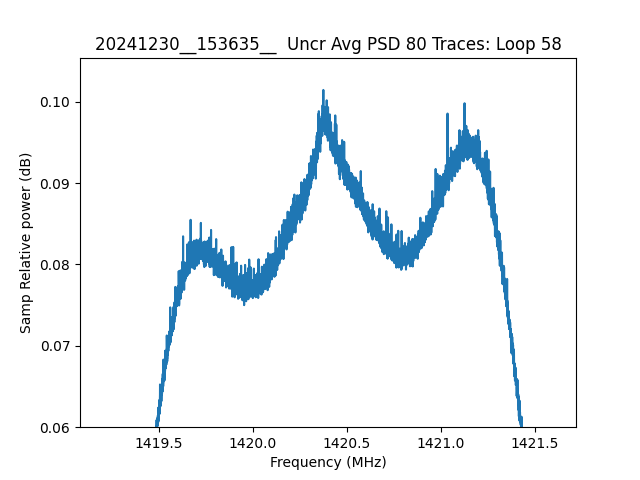 20241230__153635__  Uncr Avg PSD 80 Traces: Loop 58
0.10
0.09
0.08
0.07
0.06
Samp Relative power (dB)
1419.5 1420.0 1420.5 1421.0 1421.5
Frequency (MHz)